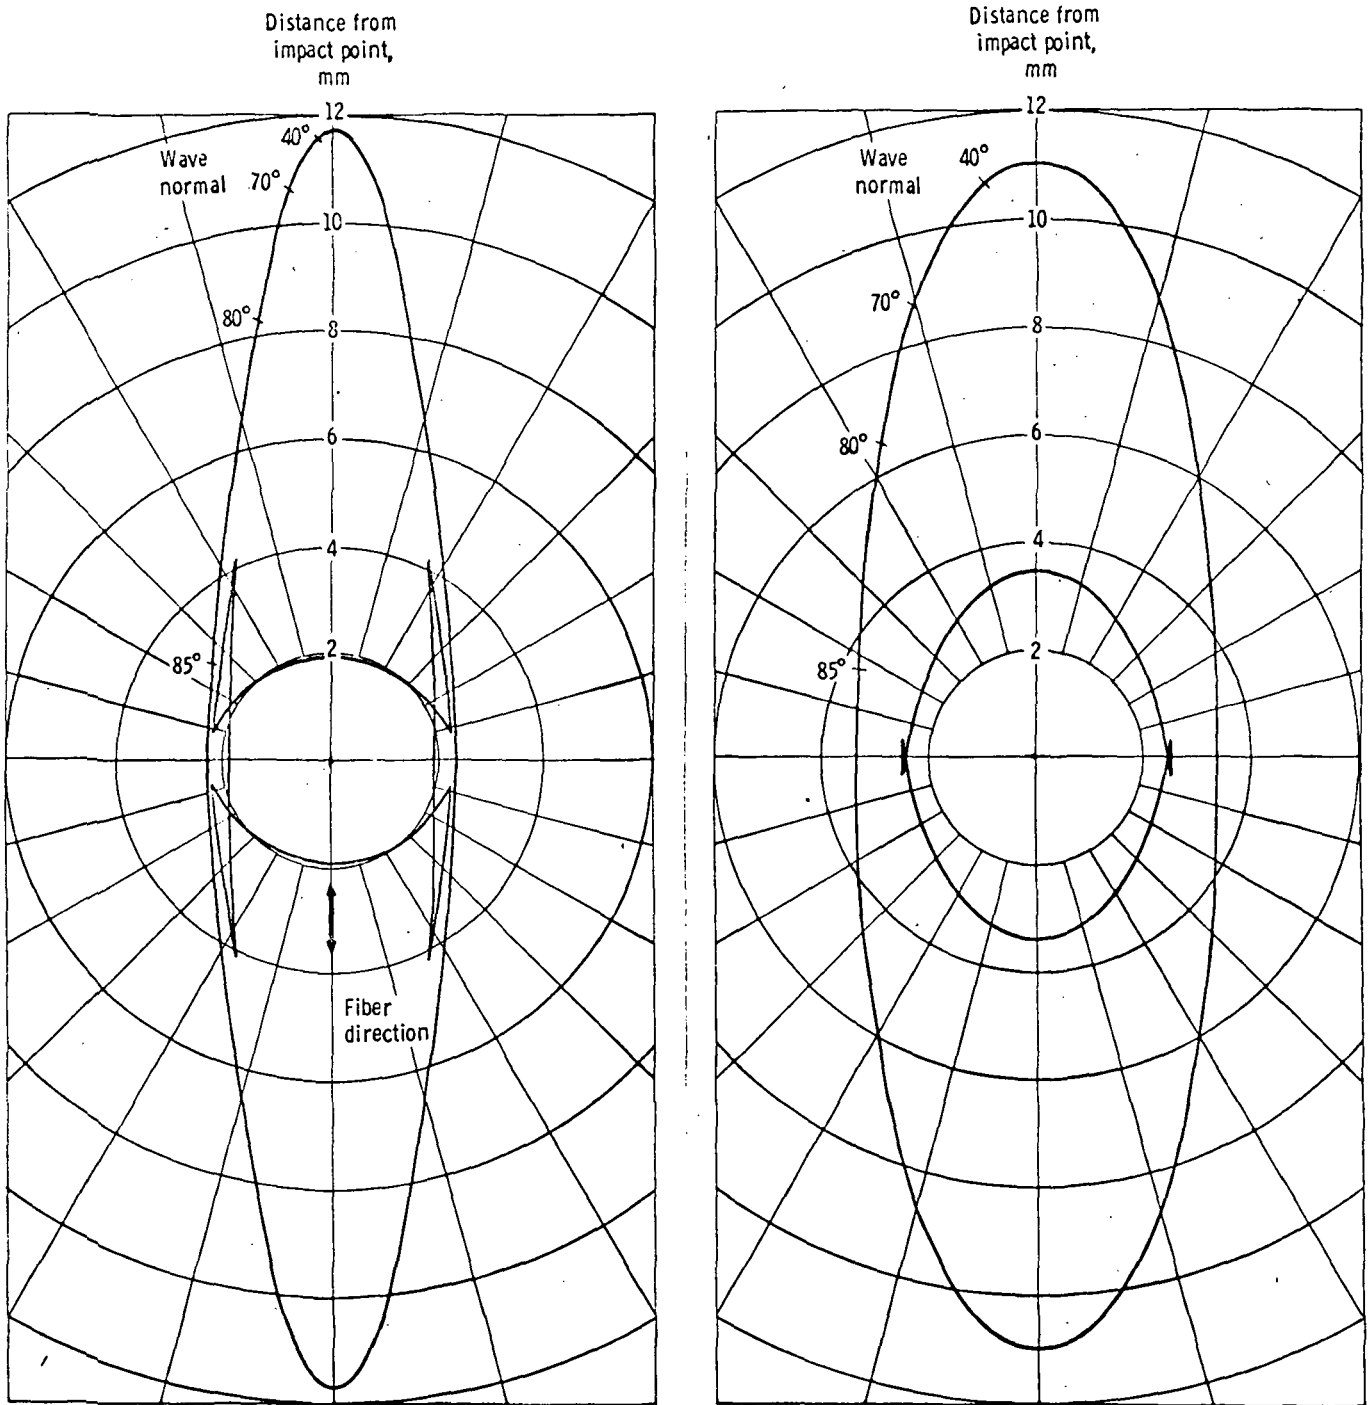 Distance from
impact point,
mm
12
40°
Wave
normal
70°
10
80°
8
6
4
2
85°
Fiber
direction
Distance from
impact point,
mm
12
Wave
normal
40°
10
70°
8
80°
6
4
2
85°